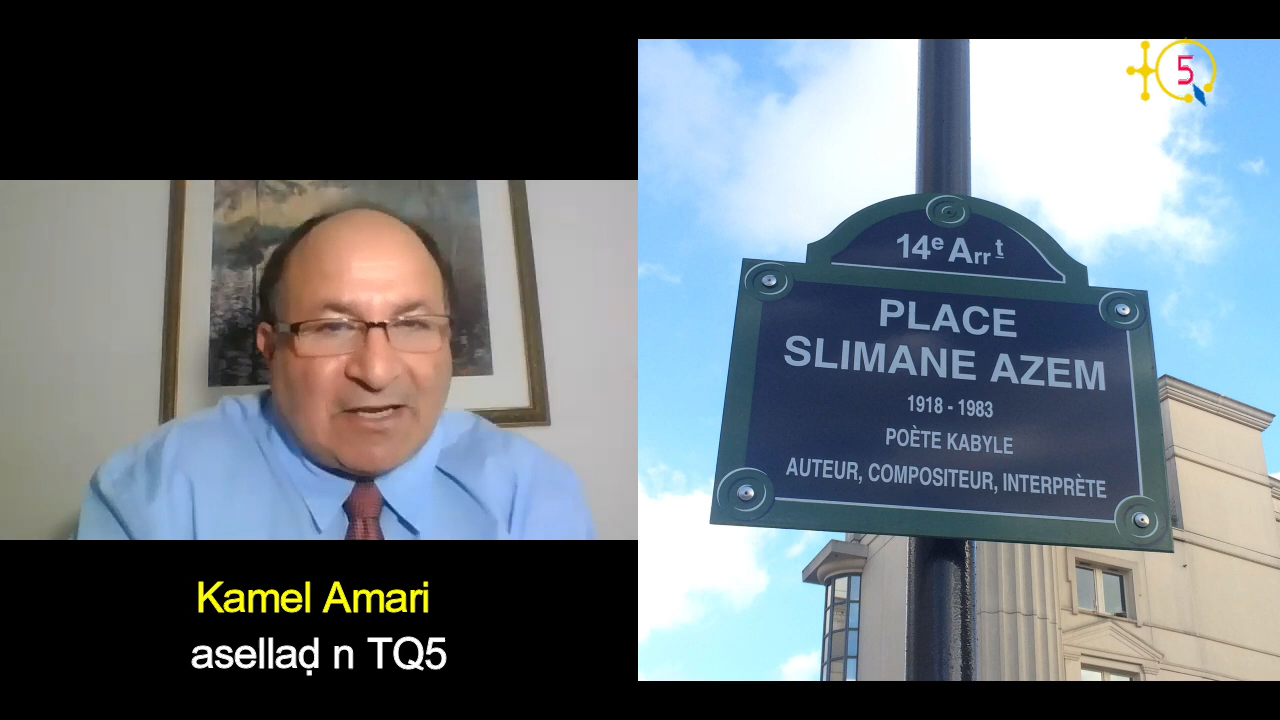 Kamel Amari
asellaḍ n TQ5
5
14e Arrt
PLACE
SLIMANE AZEM
1918 - 1983
POÈTE KABYLE
AUTEUR, COMPOSITEUR, INTERPRÈTE